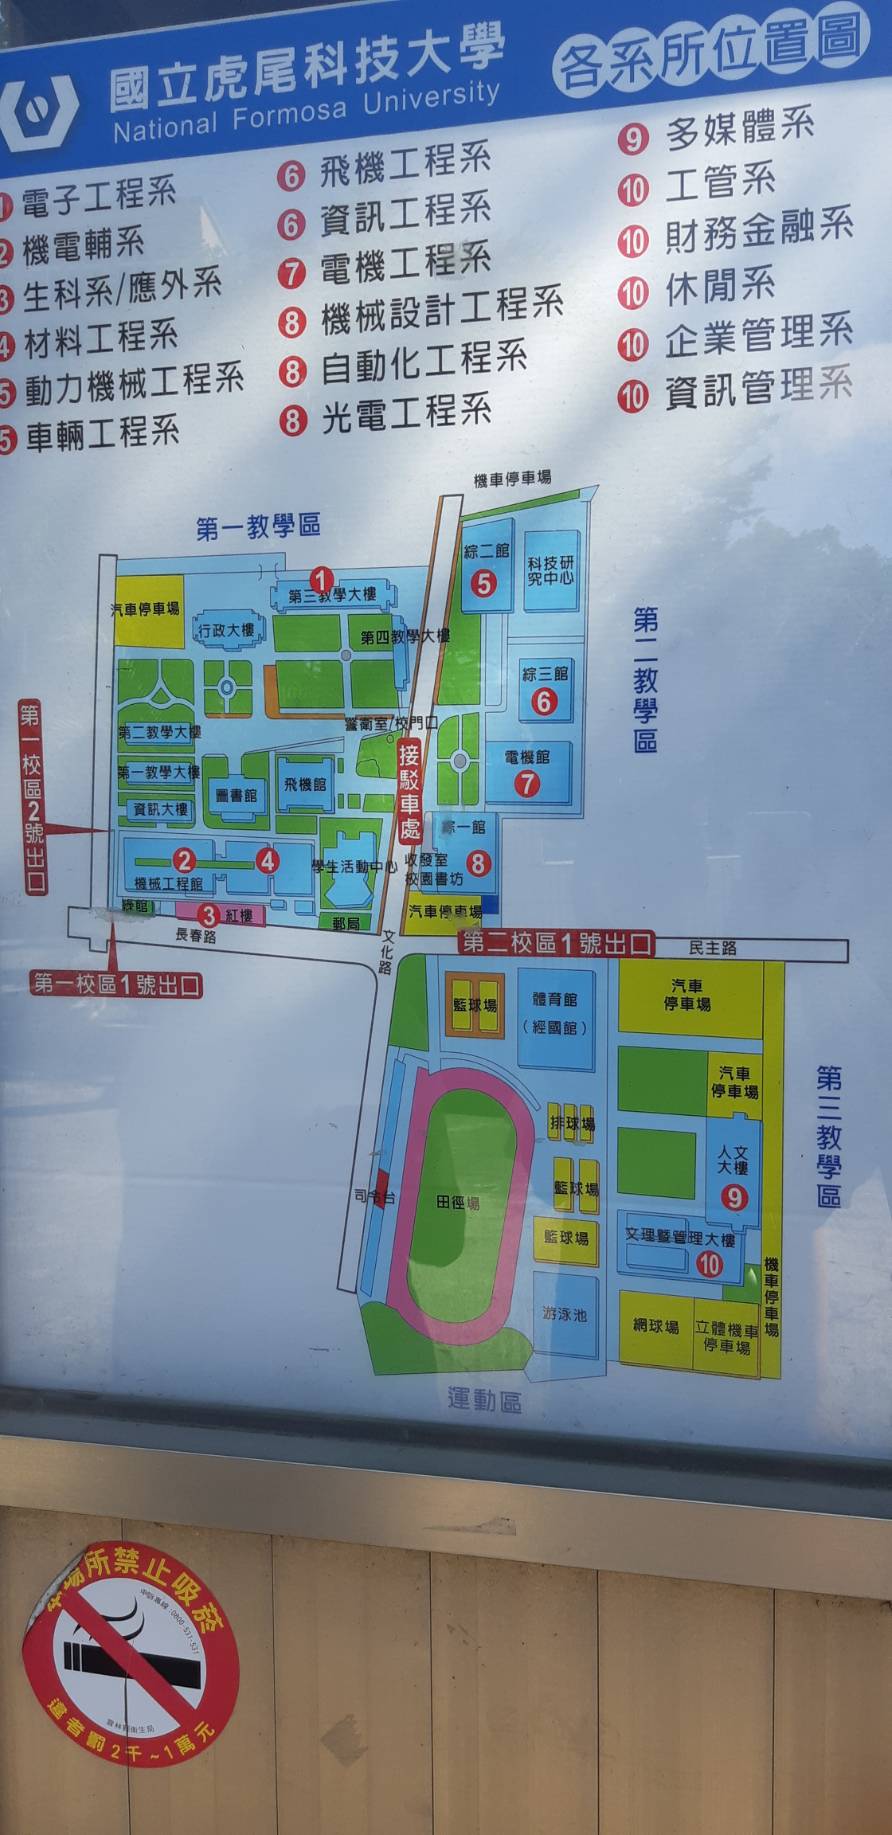 國立虎尾科技大學
National Formosa University
各系所位置圖
1 電子工程系
2 機電輔系
3 生科系/應外系
4 材料工程系
5 動力機械工程系
5 車輛工程系
6 飛機工程系
6 資訊工程系
7 電機工程系
8 機械設計工程系
8 自動化工程系
8 光電工程系
9 多媒體系
10 工管系
10 財務金融系
10 休閒系
10 企業管理系
10 資訊管理系
機車停車場
第一教學區
綜二館
5
科技研
究中心
1
第三教學大樓
汽車停車場
行政大樓
第四教學大樓
第二教學區
綜三館
6
警衛室/校門口
第二教學大樓
電機館
7
第一教學大樓
圖書館
飛機館
接駁車處
資訊大樓
第一校區2號出口
綜一館
8
2
4
機械工程館
學生活動中心
收發室
校園書坊
3 紅樓
郵局
汽車停車場
長春路
文化路
第二校區1號出口
民主路
第一校區1號出口
籃球場
體育館
(經國館)
汽車
停車場
汽車
停車場
第三教學區
排球場
人文
大樓
9
籃球場
司令台
田徑場
籃球場
文理暨管理大樓
10
機車停車場
游泳池
網球場
立體機車
停車場
運動區
場所禁止吸菸
申訴專線:0800-531-531
雲林縣衛生局
違者罰2千~1萬元